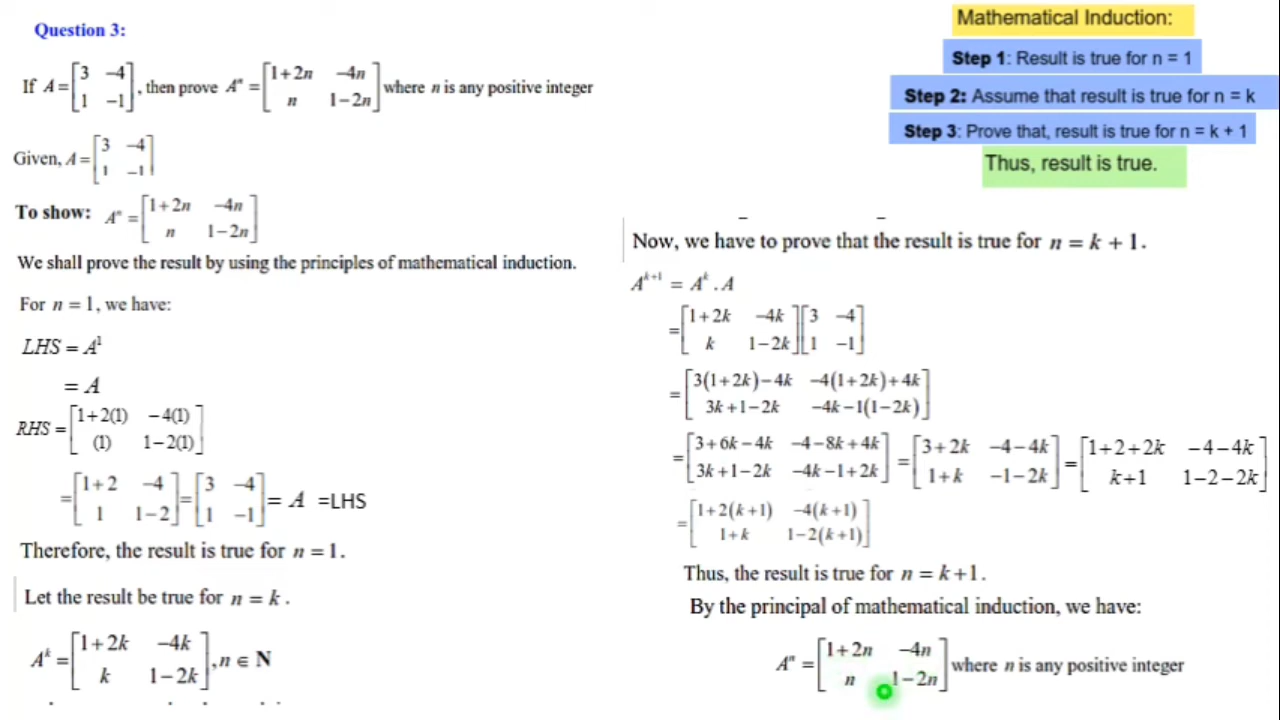 Question 3:
If A = [3 −4; 1 −1], then prove Aⁿ = [1+2n −4n; n 1−2n] where n is any positive integer
Given, A = [3 −4; 1 −1]
To show: Aⁿ = [1+2n −4n; n 1−2n]
We shall prove the result by using the principles of mathematical induction.
For n = 1, we have:
LHS = A¹
= A
RHS = [1+2(1) −4(1); (1) 1−2(1)]
= [1+2 −4; 1 1−2] = [3 −4; 1 −1] = A =LHS
Therefore, the result is true for n = 1.
Let the result be true for n = k.
Aᵏ = [1+2k −4k; k 1−2k], n ∈ N
Mathematical Induction:
Step 1: Result is true for n = 1
Step 2: Assume that result is true for n = k
Step 3: Prove that, result is true for n = k + 1
Thus, result is true.
Now, we have to prove that the result is true for n = k + 1.
Aᵏ⁺¹ = Aᵏ . A
= [1+2k −4k; k 1−2k][3 −4; 1 −1]
= [3(1+2k)−4k −4(1+2k)+4k; 3k+1−2k −4k−1(1−2k)]
= [3+6k−4k −4−8k+4k; 3k+1−2k −4k−1+2k] = [3+2k −4−4k; 1+k −1−2k] = [1+2+2k −4−4k; k+1 1−2−2k]
= [1+2(k+1) −4(k+1); 1+k 1−2(k+1)]
Thus, the result is true for n = k+1.
By the principal of mathematical induction, we have:
Aⁿ = [1+2n −4n; n 1−2n] where n is any positive integer